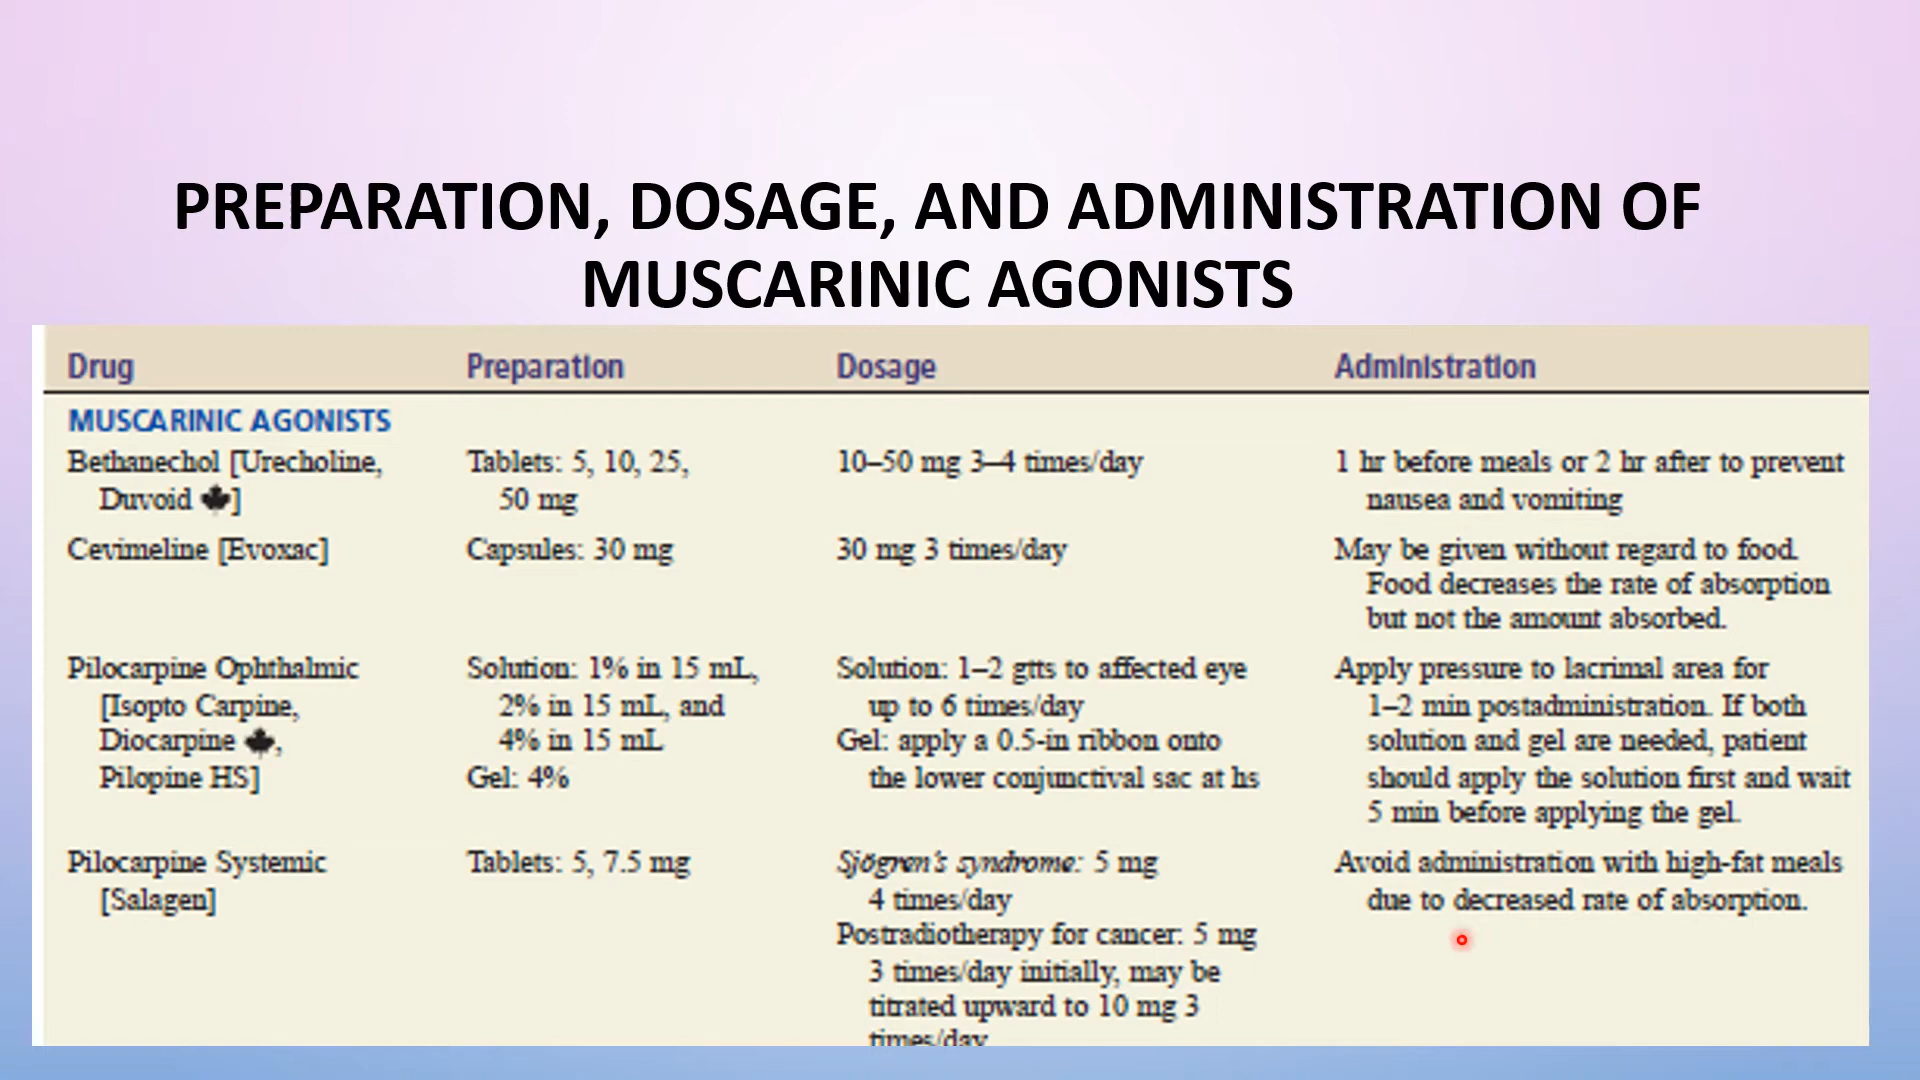 PREPARATION, DOSAGE, AND ADMINISTRATION OF
MUSCARINIC AGONISTS
Drug Preparation Dosage Administration
MUSCARINIC AGONISTS
Bethanechol [Urecholine,
Duvoid 🍁]
Tablets: 5, 10, 25,
50 mg
10–50 mg 3–4 times/day
1 hr before meals or 2 hr after to prevent
nausea and vomiting
Cevimeline [Evoxac]
Capsules: 30 mg
30 mg 3 times/day
May be given without regard to food.
Food decreases the rate of absorption
but not the amount absorbed.
Pilocarpine Ophthalmic
[Isopto Carpine,
Diocarpine 🍁,
Pilopine HS]
Solution: 1% in 15 mL,
2% in 15 mL, and
4% in 15 mL
Gel: 4%
Solution: 1–2 gtts to affected eye
up to 6 times/day
Gel: apply a 0.5-in ribbon onto
the lower conjunctival sac at hs
Apply pressure to lacrimal area for
1–2 min postadministration. If both
solution and gel are needed, patient
should apply the solution first and wait
5 min before applying the gel.
Pilocarpine Systemic
[Salagen]
Tablets: 5, 7.5 mg
Sjögren's syndrome: 5 mg
4 times/day
Postradiotherapy for cancer: 5 mg
3 times/day initially, may be
titrated upward to 10 mg 3
times/day
Avoid administration with high-fat meals
due to decreased rate of absorption.